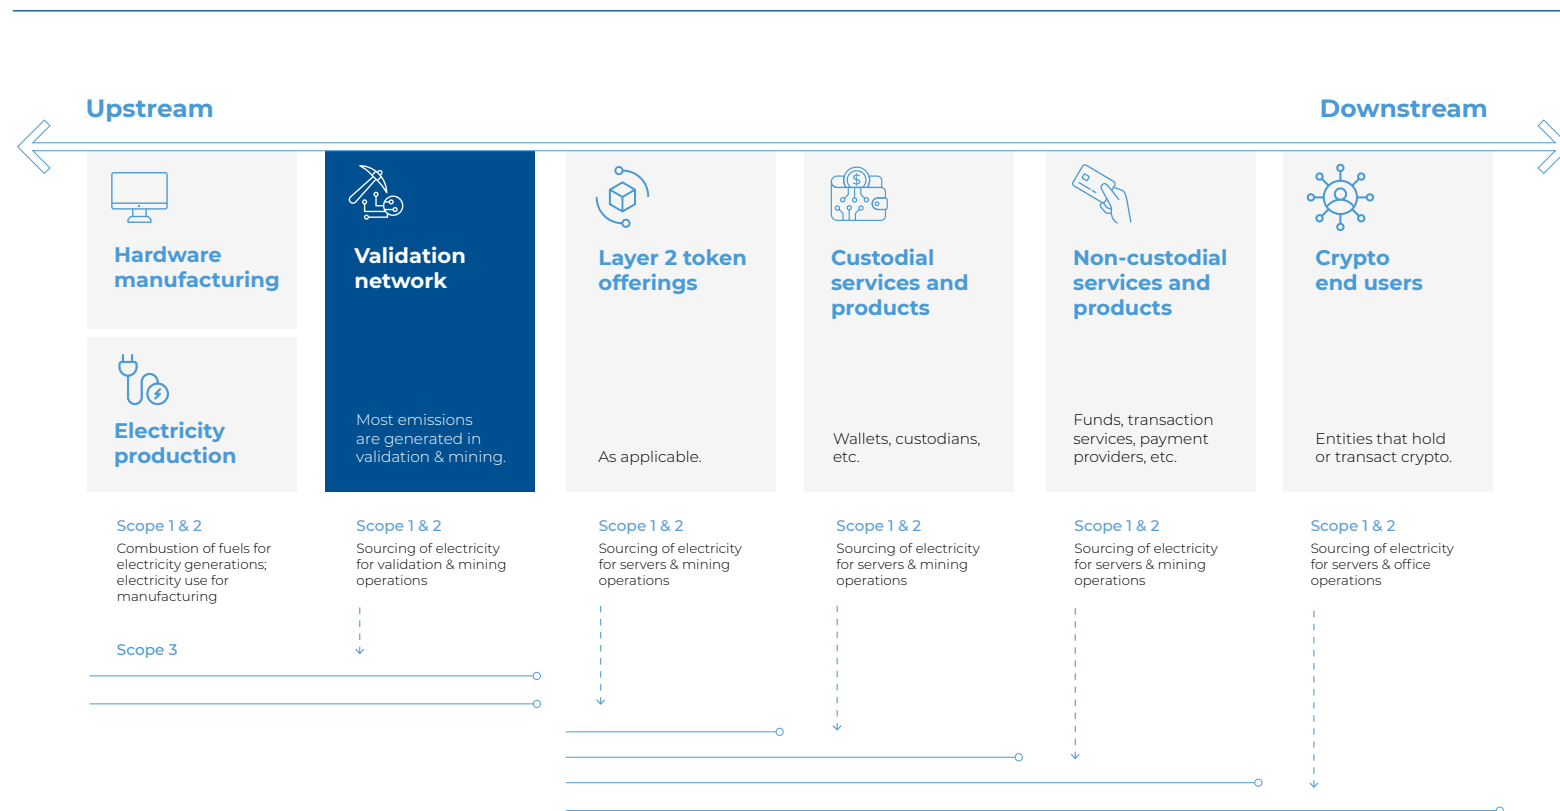 Upstream
Downstream
Hardware
manufacturing
Electricity
production
Validation
network
Most emissions
are generated in
validation & mining.
Layer 2 token
offerings
As applicable.
Custodial
services and
products
Wallets, custodians,
etc.
Non-custodial
services and
products
Funds, transaction
services, payment
providers, etc.
Crypto
end users
Entities that hold
or transact crypto.
Scope 1 & 2
Combustion of fuels for
electricity generations;
electricity use for
manufacturing
Scope 1 & 2
Sourcing of electricity
for validation & mining
operations
Scope 1 & 2
Sourcing of electricity
for servers & mining
operations
Scope 1 & 2
Sourcing of electricity
for servers & mining
operations
Scope 1 & 2
Sourcing of electricity
for servers & mining
operations
Scope 1 & 2
Sourcing of electricity
for servers & office
operations
Scope 3